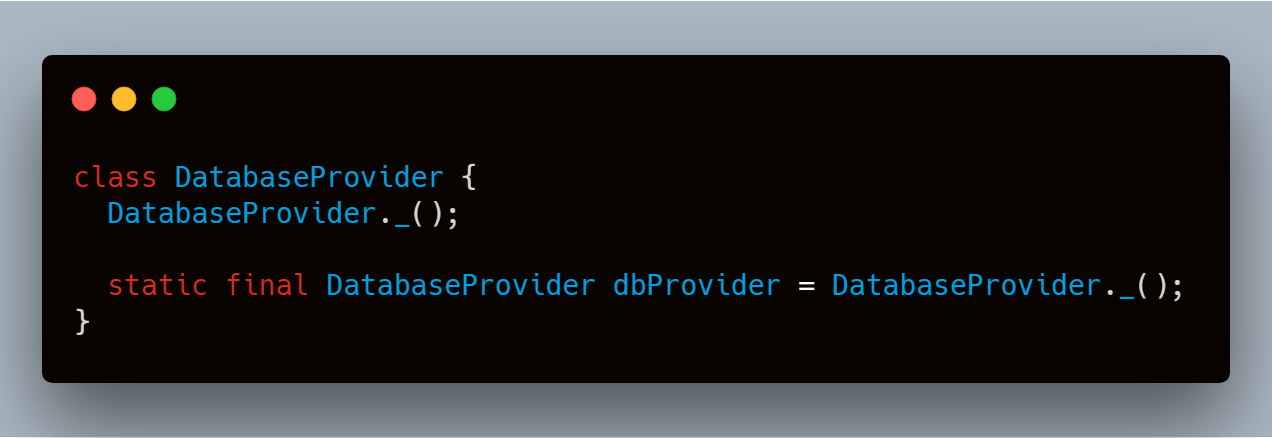 class DatabaseProvider {
  DatabaseProvider._();

  static final DatabaseProvider dbProvider = DatabaseProvider._();
}